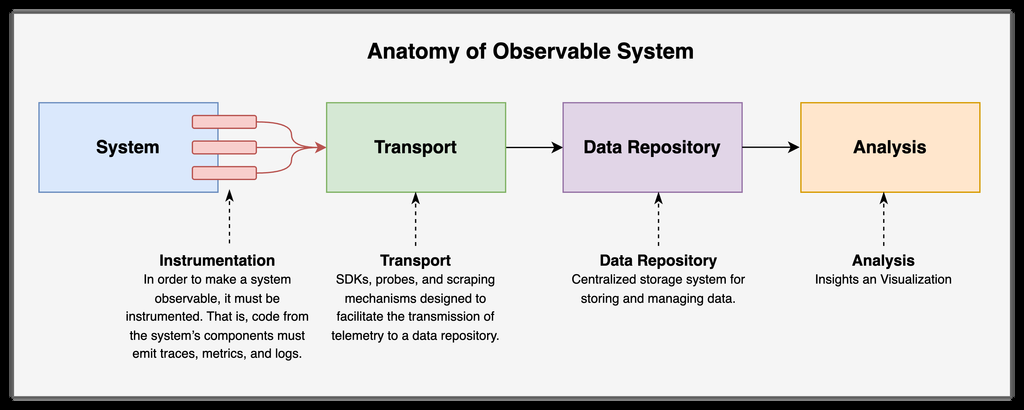 Anatomy of Observable System
System
Transport
Data Repository
Analysis
Instrumentation
In order to make a system
observable, it must be
instrumented. That is, code from
the system's components must
emit traces, metrics, and logs.
Transport
SDKs, probes, and scraping
mechanisms designed to
facilitate the transmission of
telemetry to a data repository.
Data Repository
Centralized storage system for
storing and managing data.
Analysis
Insights an Visualization